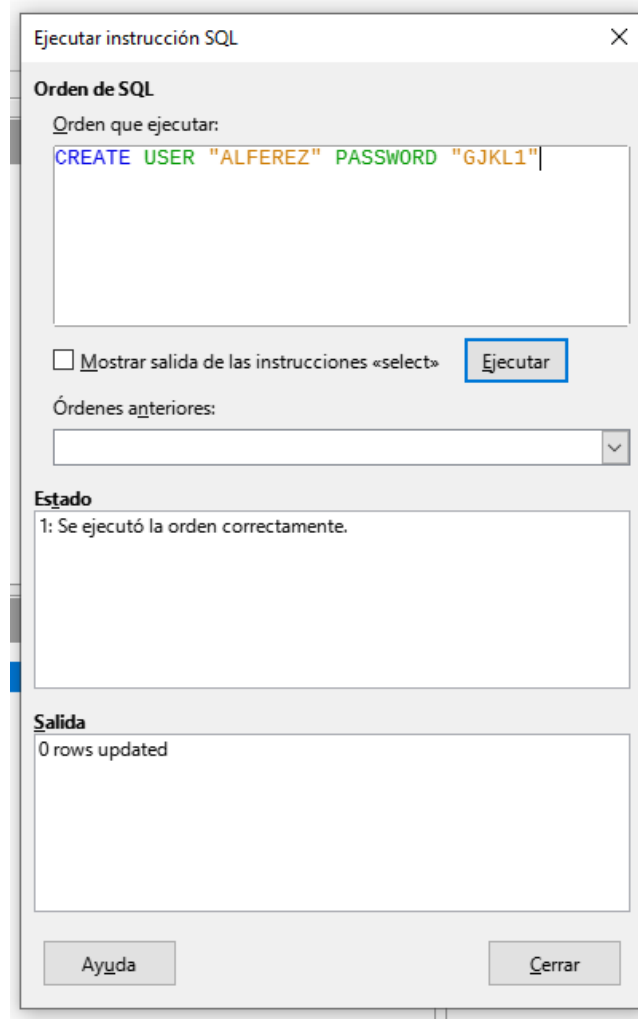 Ejecutar instrucción SQL
Orden de SQL
Orden que ejecutar:
CREATE USER "ALFEREZ" PASSWORD "GJKL1"
Mostrar salida de las instrucciones «select»
Ejecutar
Órdenes anteriores:
Estado
1: Se ejecutó la orden correctamente.
Salida
0 rows updated
Ayuda
Cerrar